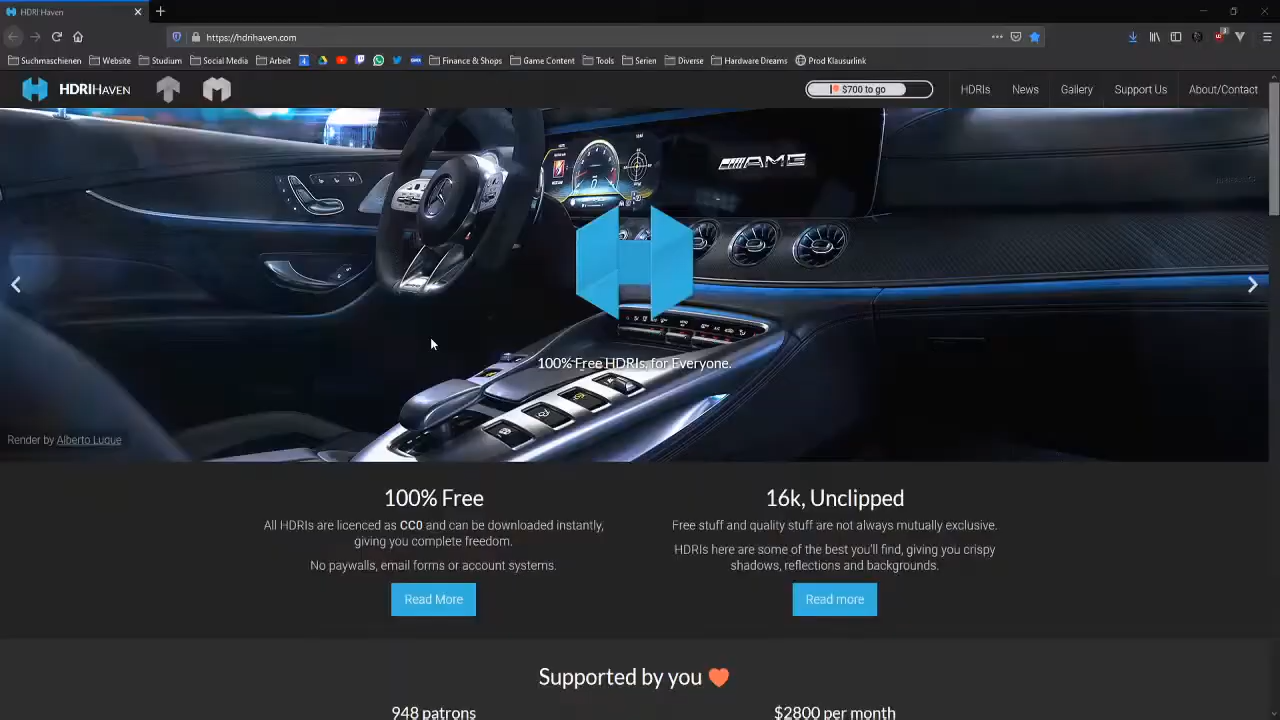 HDRI Haven
https://hdrihaven.com
Suchmaschienen
Website
Studium
Social Media
Arbeit
Finance & Shops
Game Content
Tools
Serien
Diverse
Hardware Dreams
Prod Klausurlink
HDRIHAVEN
$700 to go
HDRIs
News
Gallery
Support Us
About/Contact
AMG
100% Free HDRIs, for Everyone.
Render by Alberto Luque
100% Free
All HDRIs are licenced as CC0 and can be downloaded instantly,
giving you complete freedom.
No paywalls, email forms or account systems.
Read More
16k, Unclipped
Free stuff and quality stuff are not always mutually exclusive.
HDRIs here are some of the best you'll find, giving you crispy
shadows, reflections and backgrounds.
Read more
Supported by you
948 patrons
$2800 per month